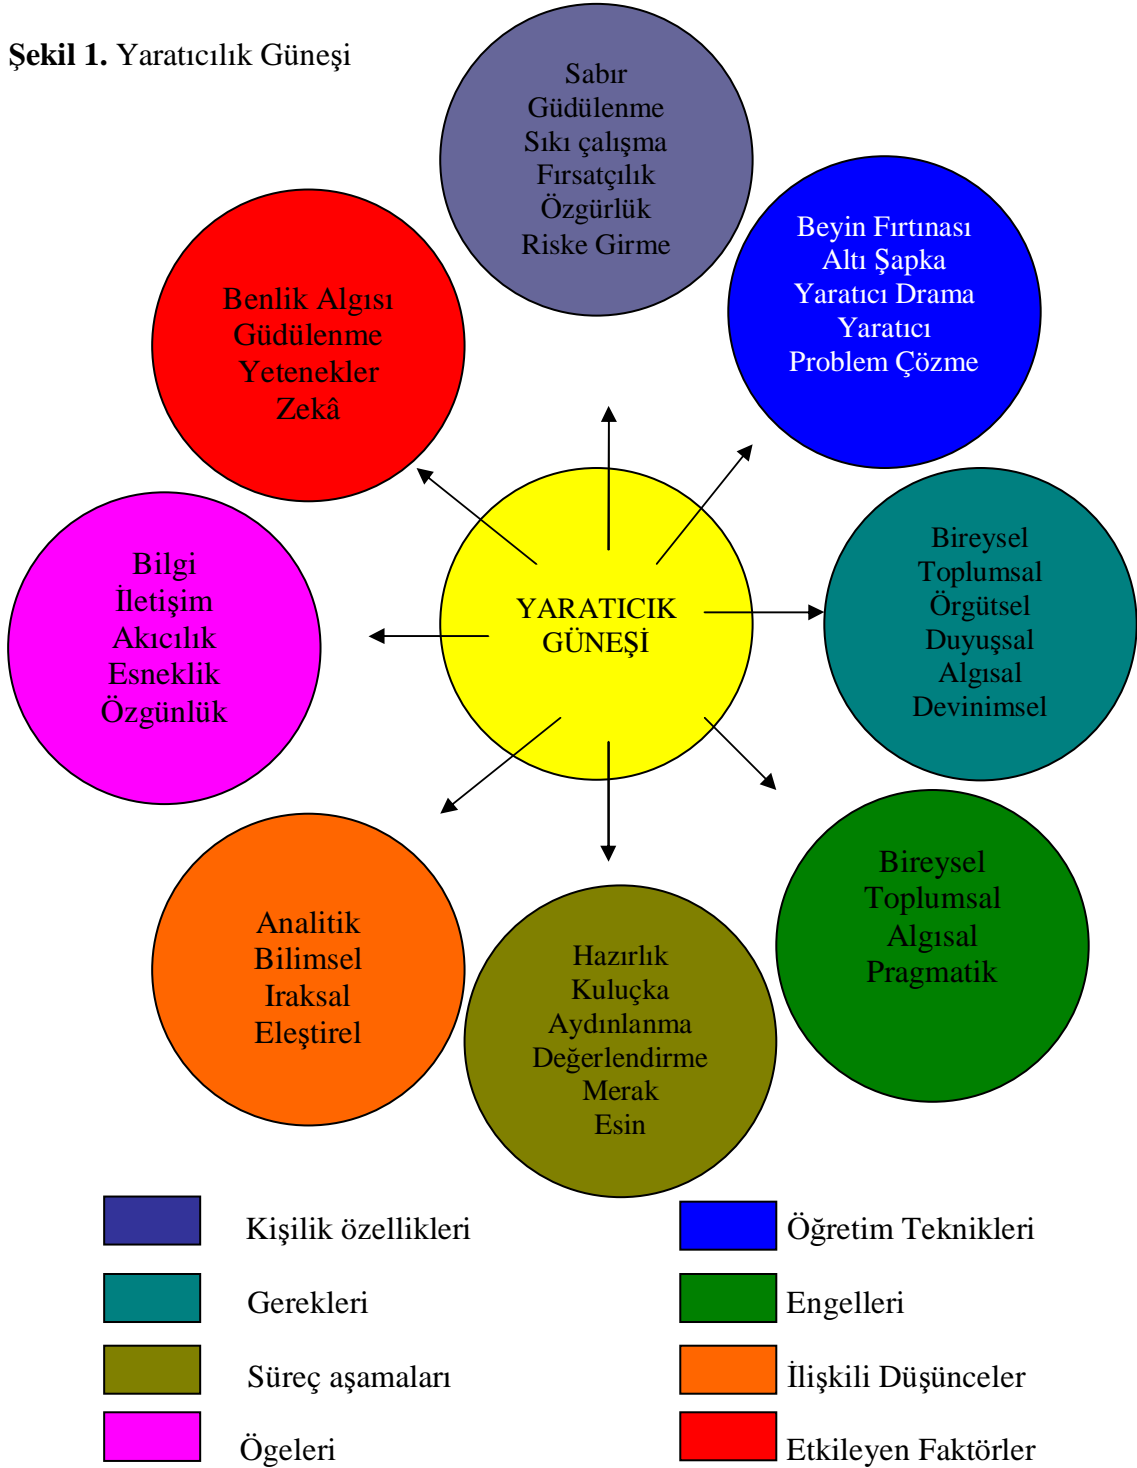 Şekil 1. Yaratıcılık Güneşi
Sabır
Güdülenme
Sıkı çalışma
Fırsatçılık
Özgürlük
Riske Girme
Beyin Fırtınası
Altı Şapka
Yaratıcı Drama
Yaratıcı
Problem Çözme
Benlik Algısı
Güdülenme
Yetenekler
Zekâ
Bireysel
Toplumsal
Örgütsel
Duyuşsal
Algısal
Devinimsel
Bilgi
İletişim
Akıcılık
Esneklik
Özgünlük
YARATICIK
GÜNEŞİ
Bireysel
Toplumsal
Algısal
Pragmatik
Analitik
Bilimsel
Iraksal
Eleştirel
Hazırlık
Kuluçka
Aydınlanma
Değerlendirme
Merak
Esin
Kişilik özellikleri
Öğretim Teknikleri
Gerekleri
Engelleri
Süreç aşamaları
İlişkili Düşünceler
Ögeleri
Etkileyen Faktörler